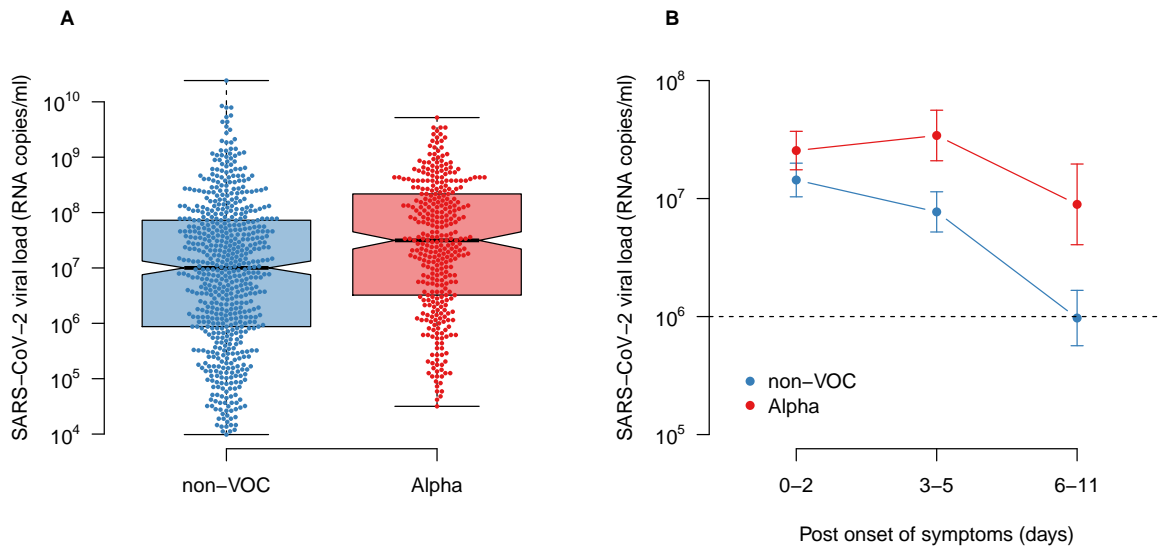 A
SARS−CoV−2 viral load (RNA copies/ml)
10^10
10^9
10^8
10^7
10^6
10^5
10^4
non−VOC Alpha
B
SARS−CoV−2 viral load (RNA copies/ml)
10^8
10^7
10^6
10^5
non−VOC
Alpha
0−2 3−5 6−11
Post onset of symptoms (days)